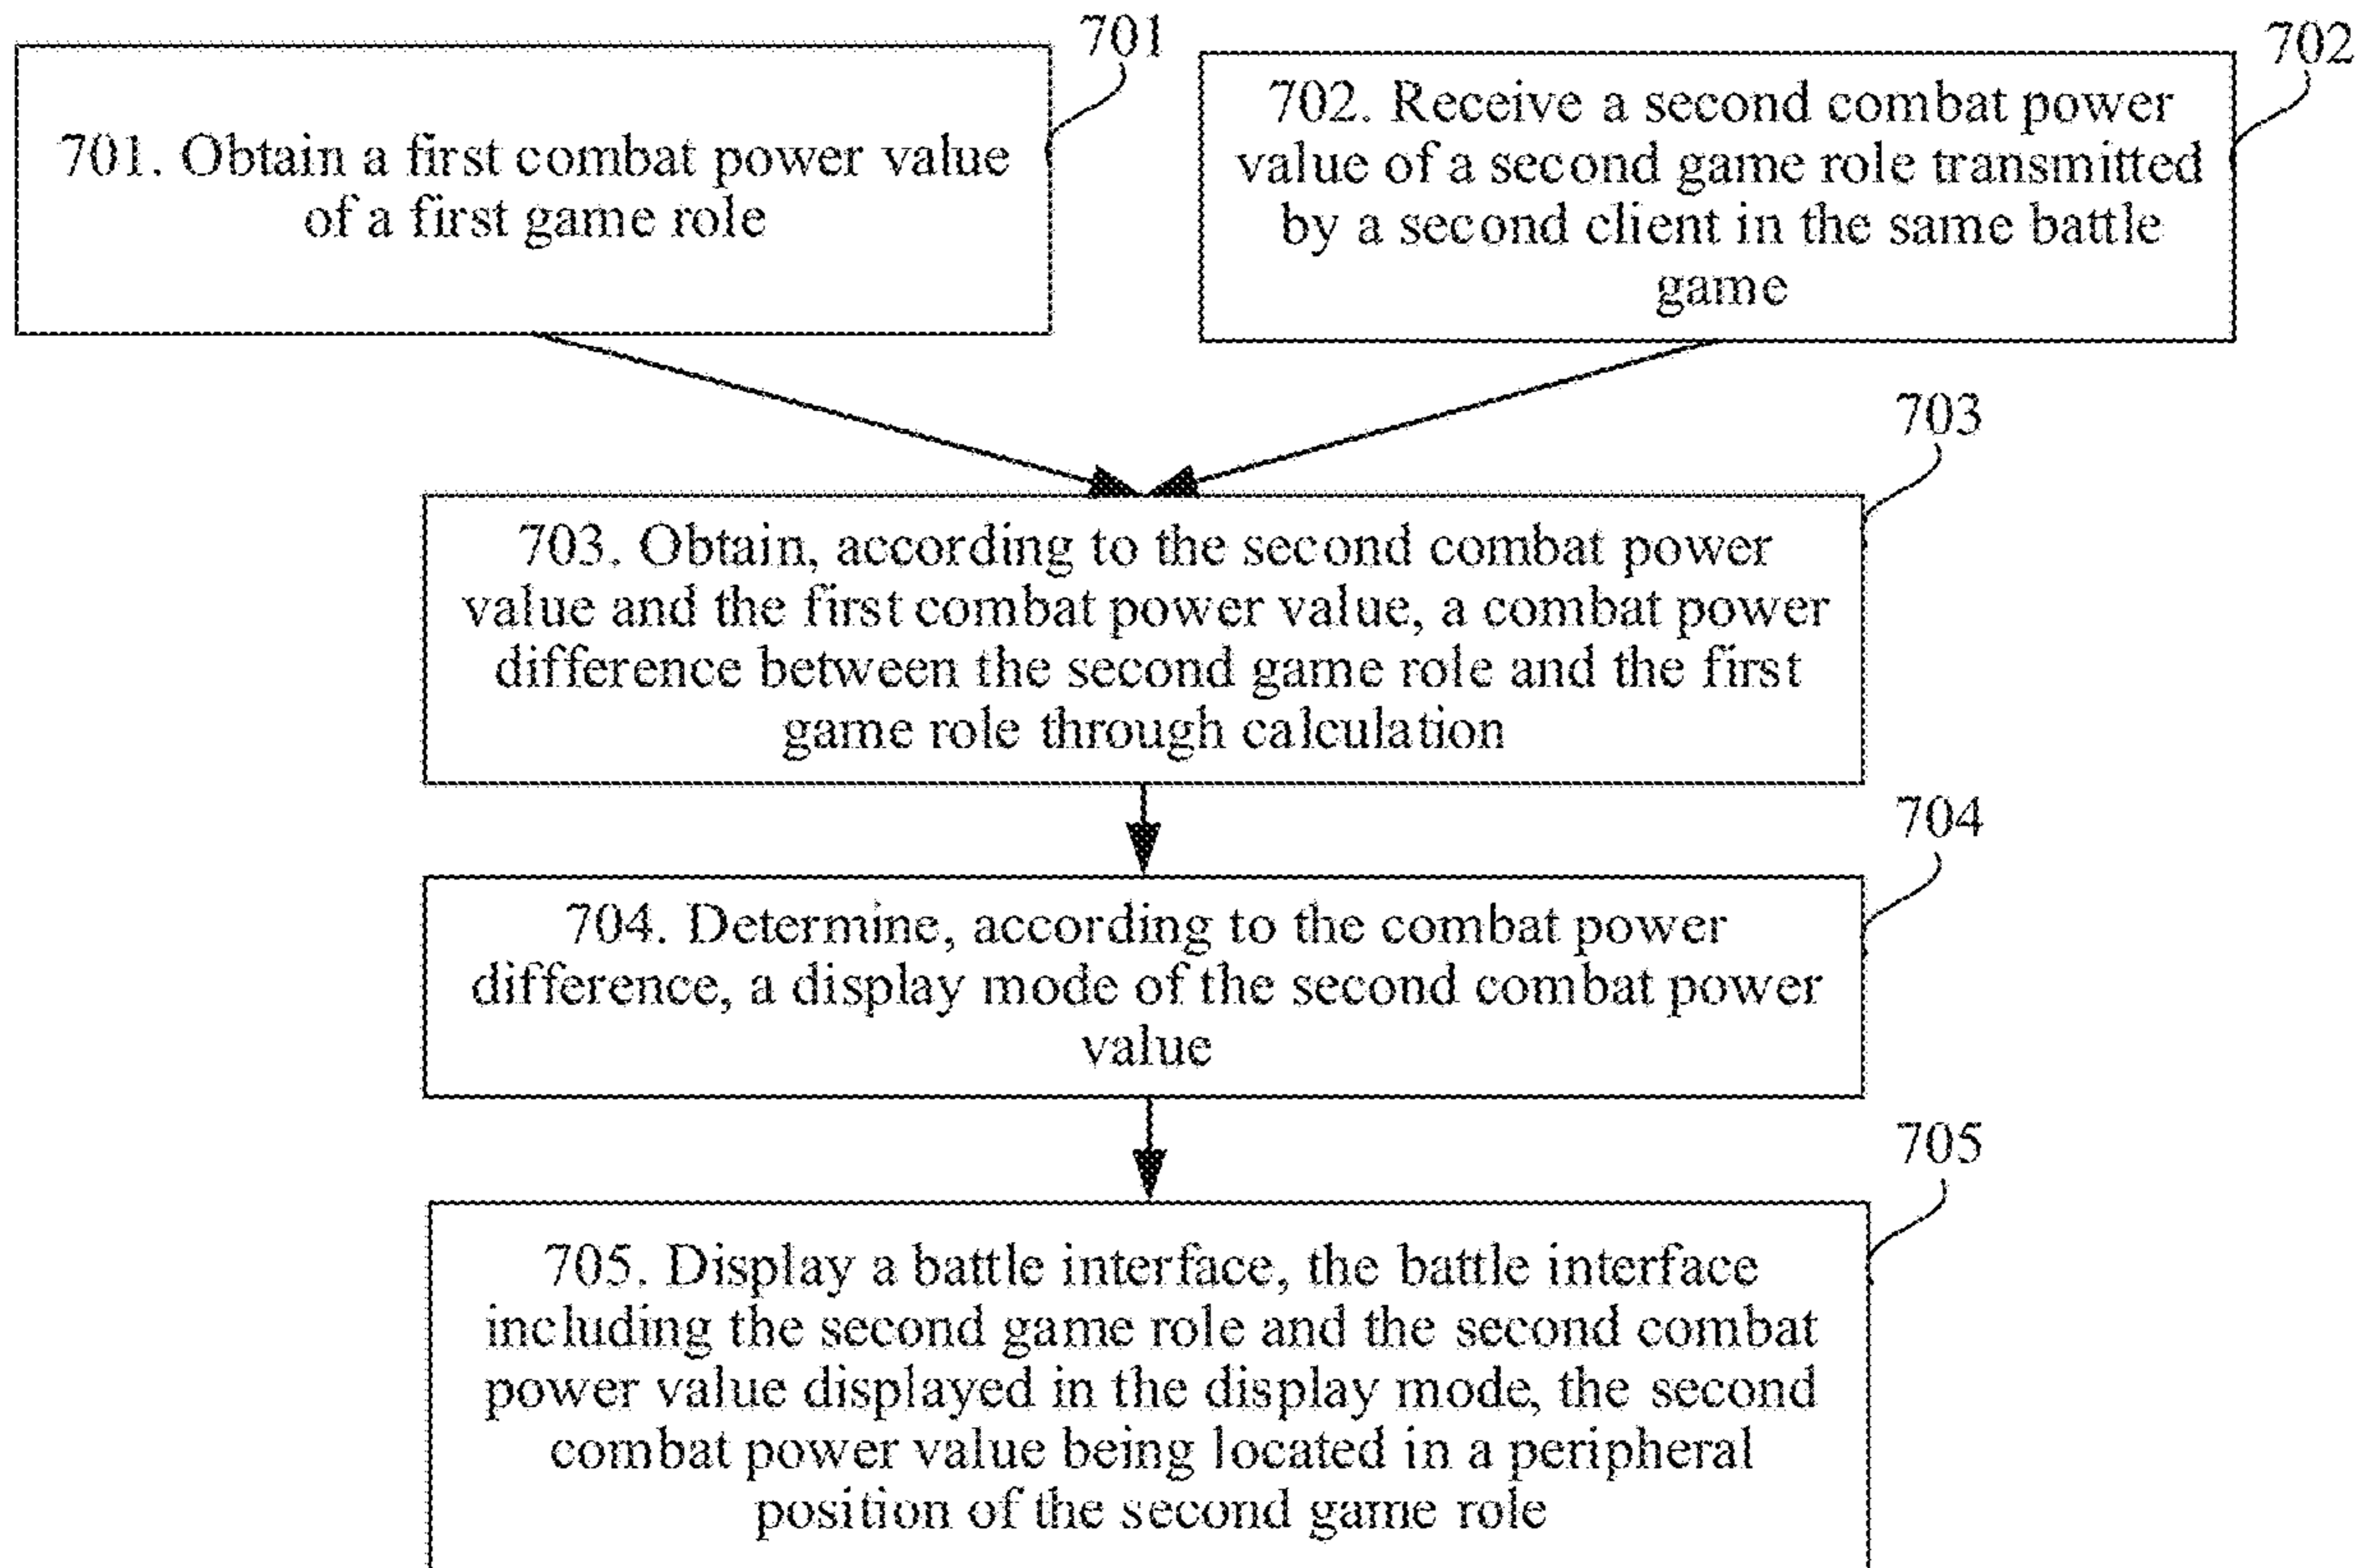 701
701. Obtain a first combat power value
of a first game role
702
702. Receive a second combat power
value of a second game role transmitted
by a second client in the same battle
game
703
703. Obtain, according to the second combat power
value and the first combat power value, a combat power
difference between the second game role and the first
game role through calculation
704
704. Determine, according to the combat power
difference, a display mode of the second combat power
value
705
705. Display a battle interface, the battle interface
including the second game role and the second combat
power value displayed in the display mode, the second
combat power value being located in a peripheral
position of the second game role